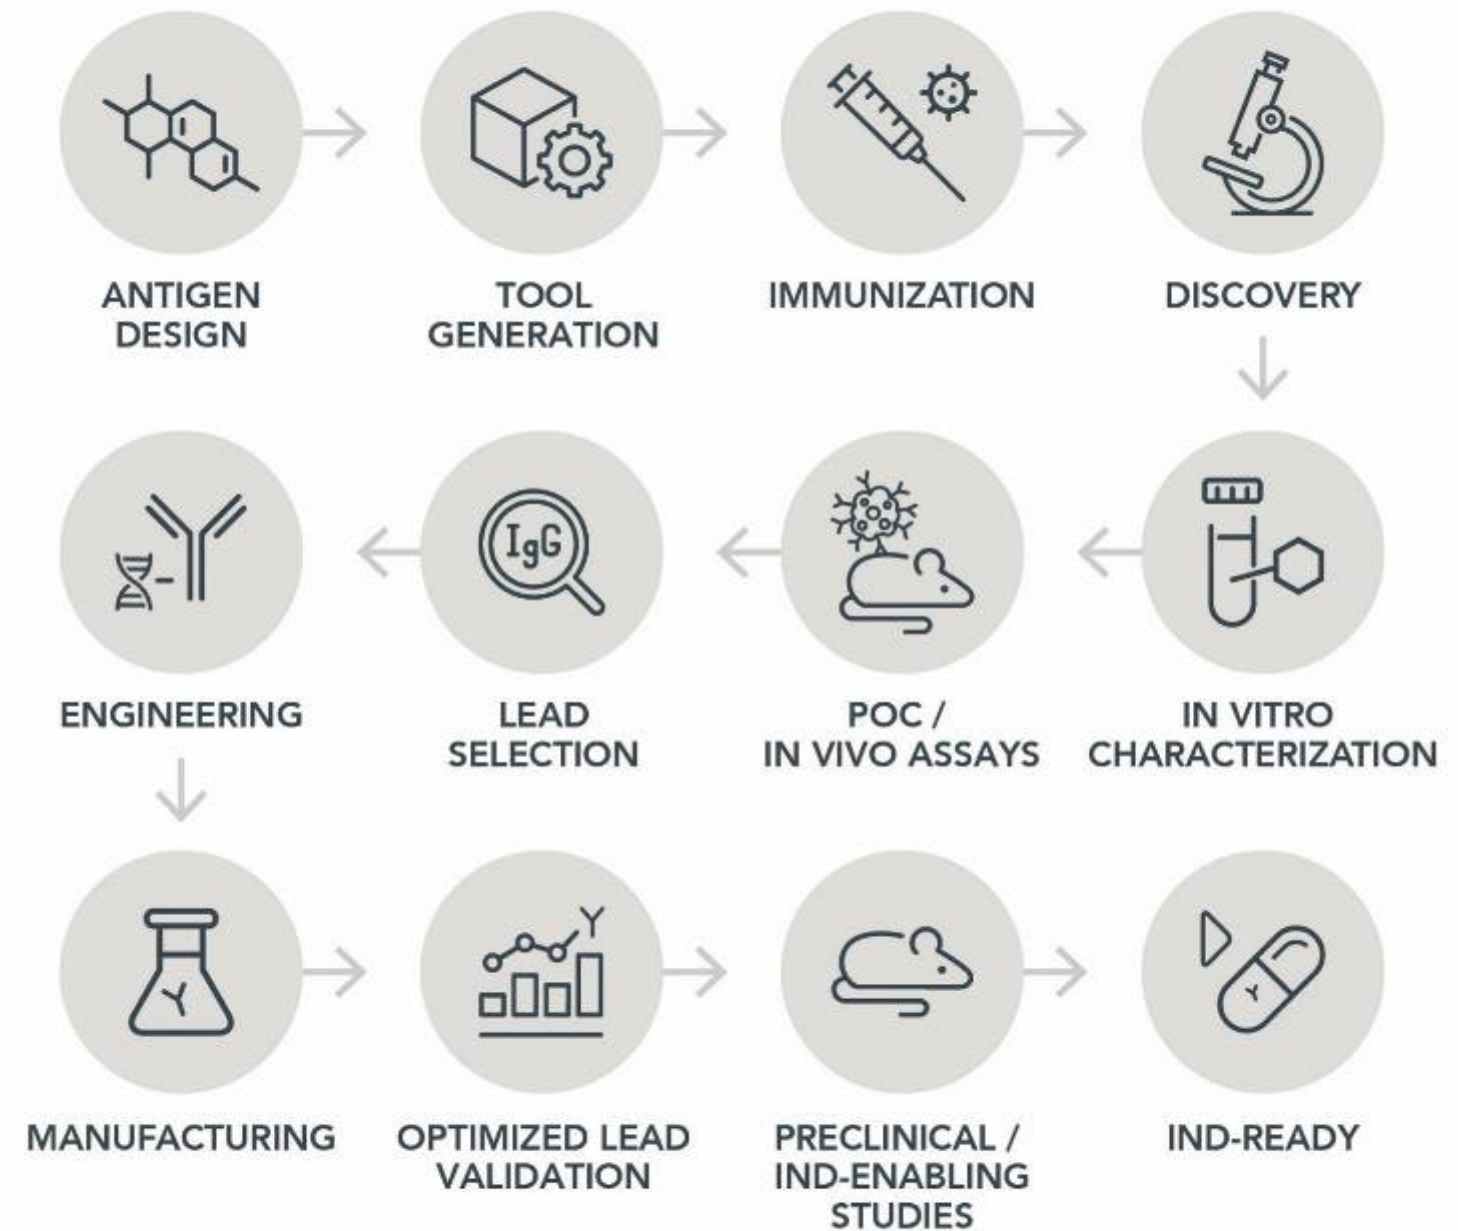 ANTIGEN
DESIGN
TOOL
GENERATION
IMMUNIZATION
DISCOVERY
IgG
ENGINEERING
LEAD
SELECTION
POC /
IN VIVO ASSAYS
IN VITRO
CHARACTERIZATION
MANUFACTURING
OPTIMIZED LEAD
VALIDATION
PRECLINICAL /
IND-ENABLING
STUDIES
IND-READY